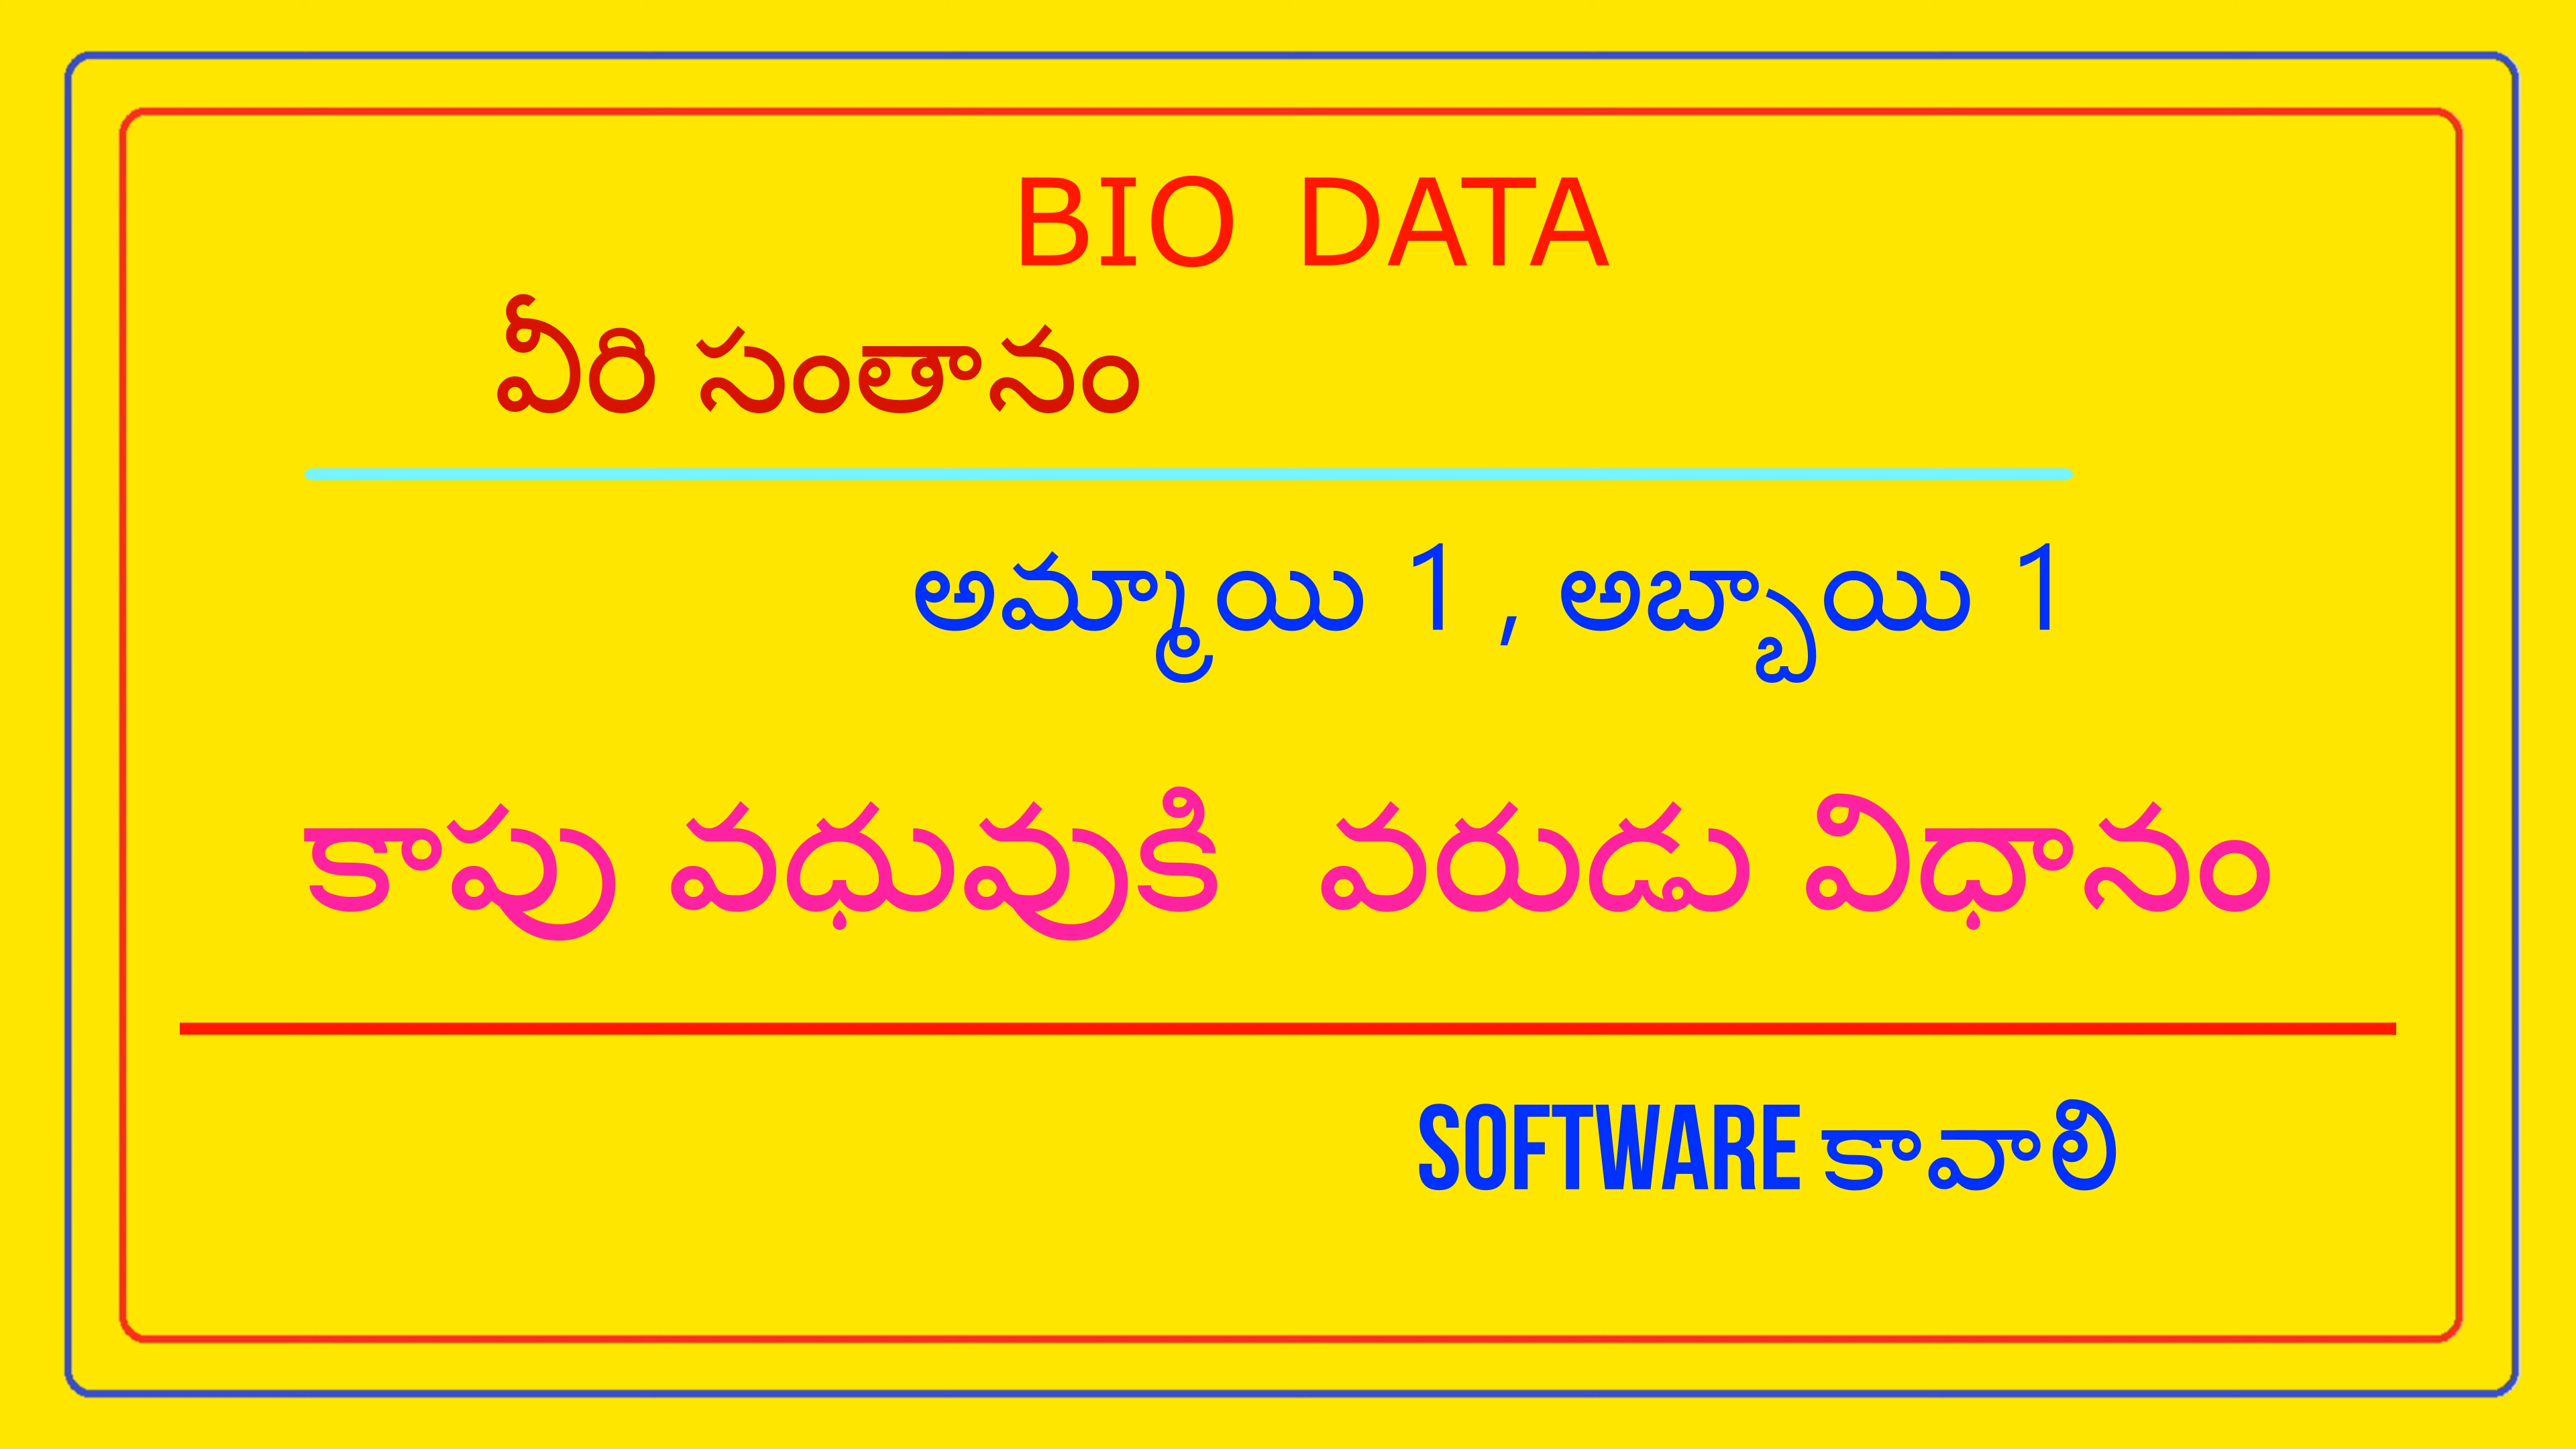 BIO DATA
వీరి సంతానం
అమ్మాయి 1 , అబ్బాయి 1
కాపు వధువుకి వరుడు విధానం
SOFTWARE కావాలి